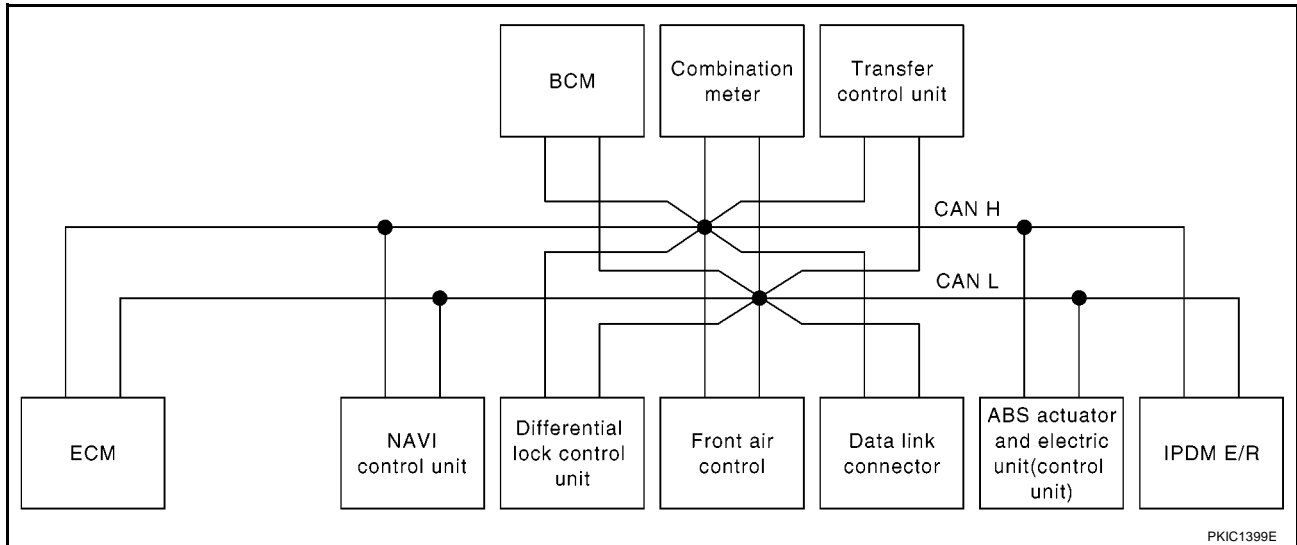 BCM
Combination
meter
Transfer
control unit
CAN H
CAN L
ECM
NAVI
control unit
Differential
lock control
unit
Front air
control
Data link
connector
ABS actuator
and electric
unit(control
unit)
IPDM E/R
PKIC1399E